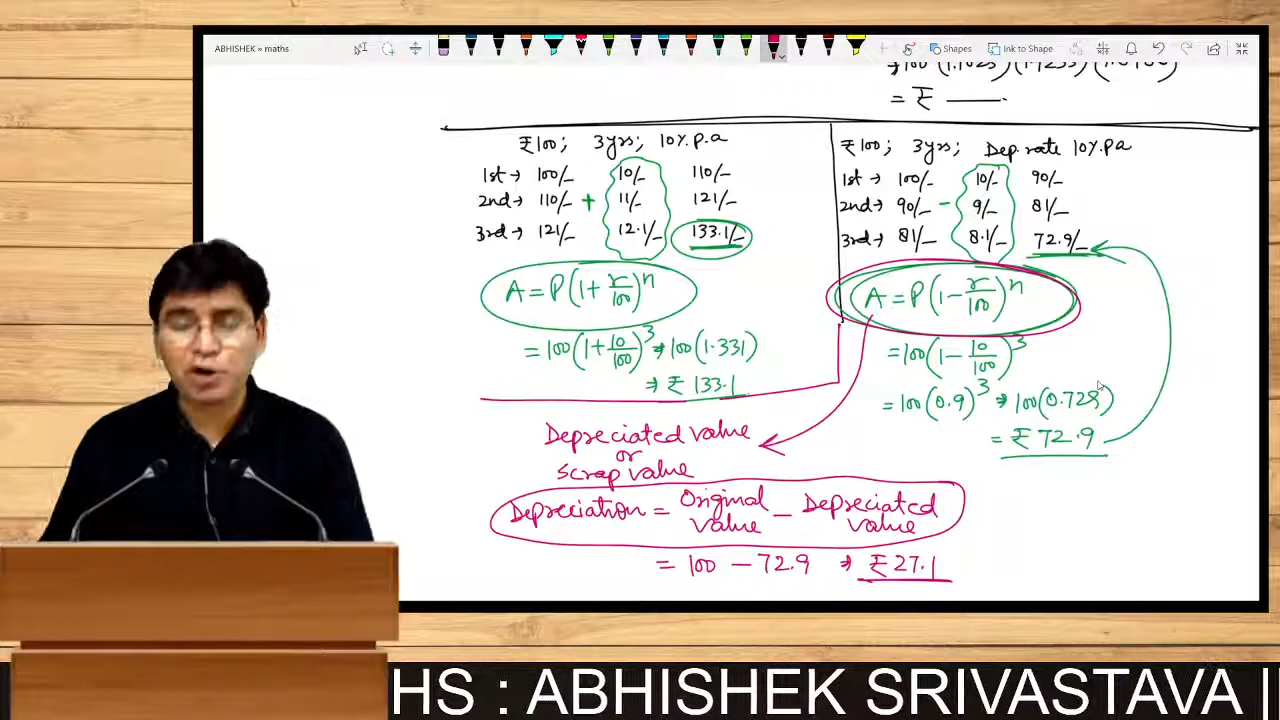 ABHISHEK » maths
Shapes
Ink to Shape
= ₹ ——
₹100; 3yrs; 10% p.a
1st → 100/- 10/- 110/-
2nd → 110/- + 11/- 121/-
3rd → 121/- 12.1/- 133.1/-
A = P(1 + r/100)^n
= 100(1 + 10/100)^3 → 100(1.331)
→ ₹ 133.1
₹100; 3yrs; Dep. rate 10% pa
1st → 100/- 10/- 90/-
2nd → 90/- - 9/- 81/-
3rd → 81/- 8.1/- 72.9/-
A = P(1 - r/100)^n
= 100(1 - 10/100)^3
= 100(0.9)^3 → 100(0.729)
= ₹ 72.9
Depreciated value
or
scrap value
Depreciation = Original value - Depreciated value
= 100 - 72.9 → ₹ 27.1
HS : ABHISHEK SRIVASTAVA